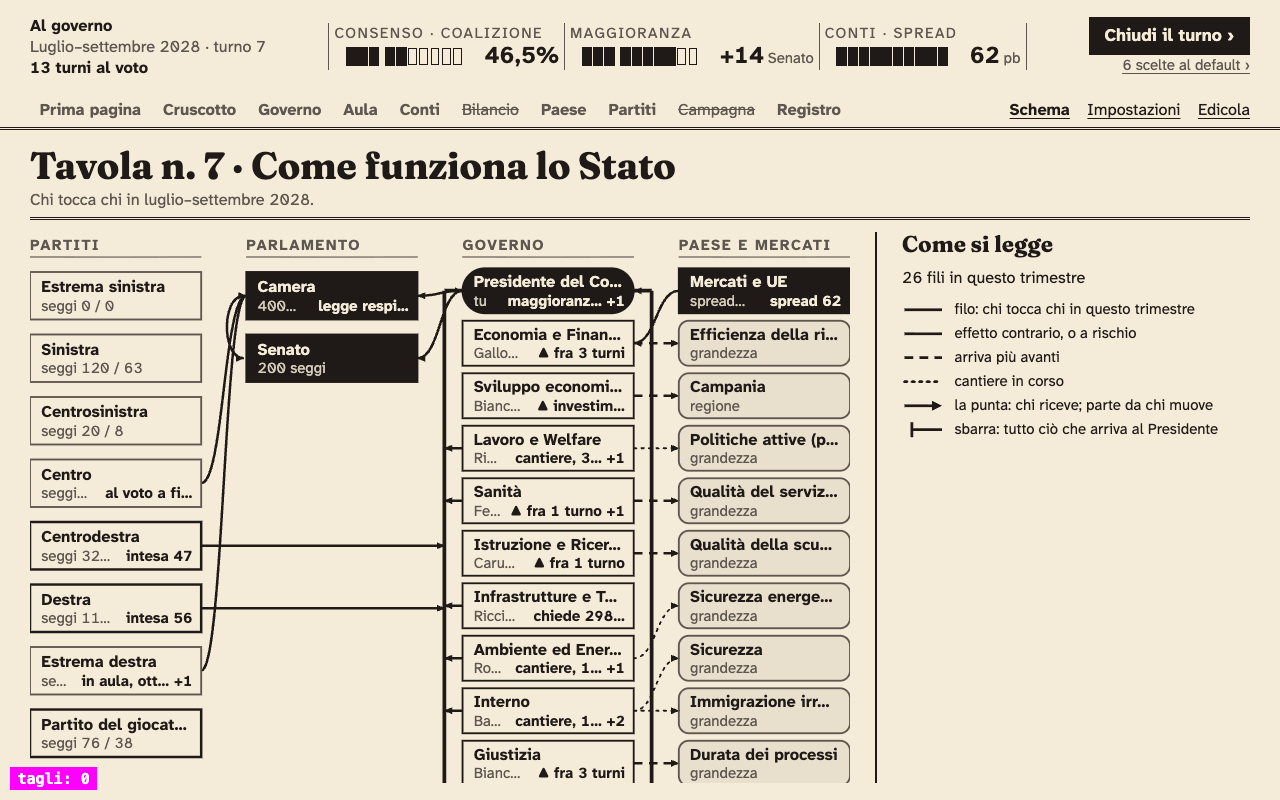 Al governo
Luglio–settembre 2028 · turno 7
13 turni al voto
CONSENSO · COALIZIONE
46,5%
MAGGIORANZA
+14 Senato
CONTI · SPREAD
62 pb
Chiudi il turno ›
6 scelte al default ›
Prima pagina Cruscotto Governo Aula Conti Bilancio Paese Partiti Campagna Registro
Schema Impostazioni Edicola
Tavola n. 7 · Come funziona lo Stato
Chi tocca chi in luglio–settembre 2028.
PARTITI
Estrema sinistra
seggi 0 / 0
Sinistra
seggi 120 / 63
Centrosinistra
seggi 20 / 8
Centro
seggi... al voto a fi...
Centrodestra
seggi 32... intesa 47
Destra
seggi 11... intesa 56
Estrema destra
se... in aula, ott... +1
Partito del giocat...
seggi 76 / 38
PARLAMENTO
Camera
400... legge respi...
Senato
200 seggi
GOVERNO
Presidente del Co...
tu maggioranz... +1
Economia e Finan...
Gallo... ▲ fra 3 turni
Sviluppo economi...
Bianc... ▲ investim...
Lavoro e Welfare
Ri... cantiere, 3... +1
Sanità
Fe... ▲ fra 1 turno +1
Istruzione e Ricer...
Caru... ▲ fra 1 turno
Infrastrutture e T...
Ricci... chiede 298...
Ambiente ed Ener...
Ro... cantiere, 1... +1
Interno
Ba... cantiere, 1... +2
Giustizia
Bianc... ▲ fra 3 turni
PAESE E MERCATI
Mercati e UE
spread... spread 62
Efficienza della ri...
grandezza
Campania
regione
Politiche attive (p...
grandezza
Qualità del serviz...
grandezza
Qualità della scu...
grandezza
Sicurezza energe...
grandezza
Sicurezza
grandezza
Immigrazione irr...
grandezza
Durata dei processi
grandezza
Come si legge
26 fili in questo trimestre
filo: chi tocca chi in questo trimestre
effetto contrario, o a rischio
arriva più avanti
cantiere in corso
la punta: chi riceve; parte da chi muove
sbarra: tutto ciò che arriva al Presidente
tagli: 0